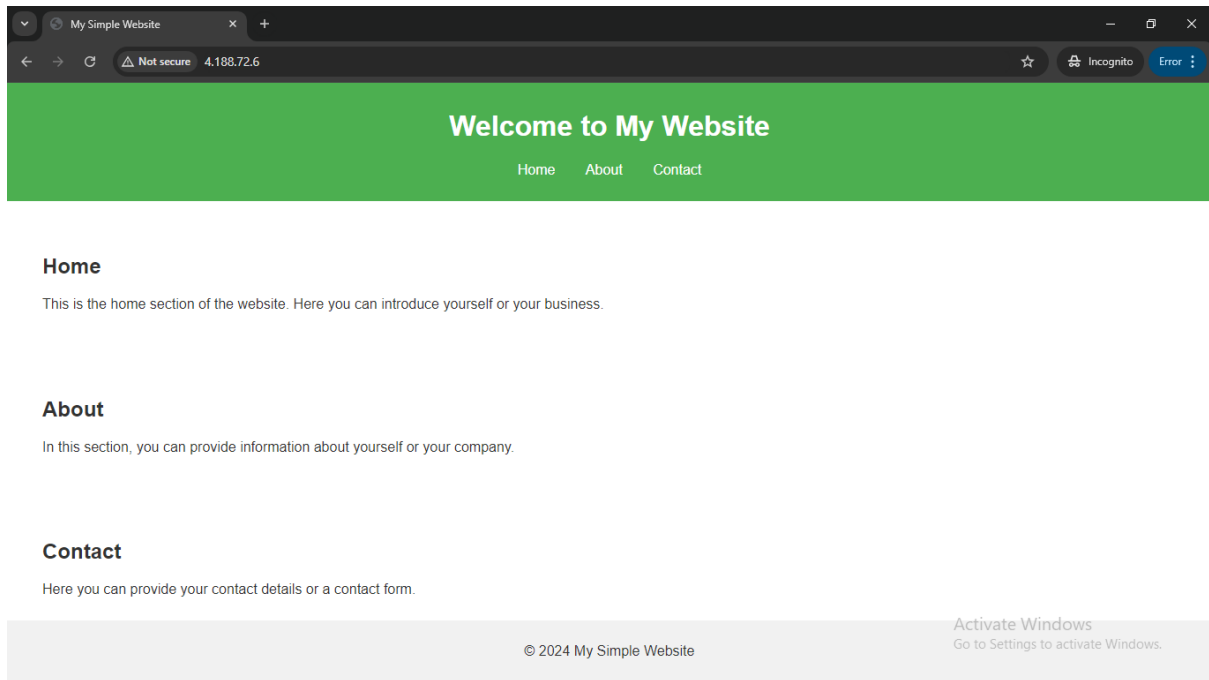 My Simple Website
Not secure 4.188.72.6 Incognito Error
Welcome to My Website
Home About Contact
Home
This is the home section of the website. Here you can introduce yourself or your business.
About
In this section, you can provide information about yourself or your company.
Contact
Here you can provide your contact details or a contact form.
Activate Windows
Go to Settings to activate Windows.
© 2024 My Simple Website